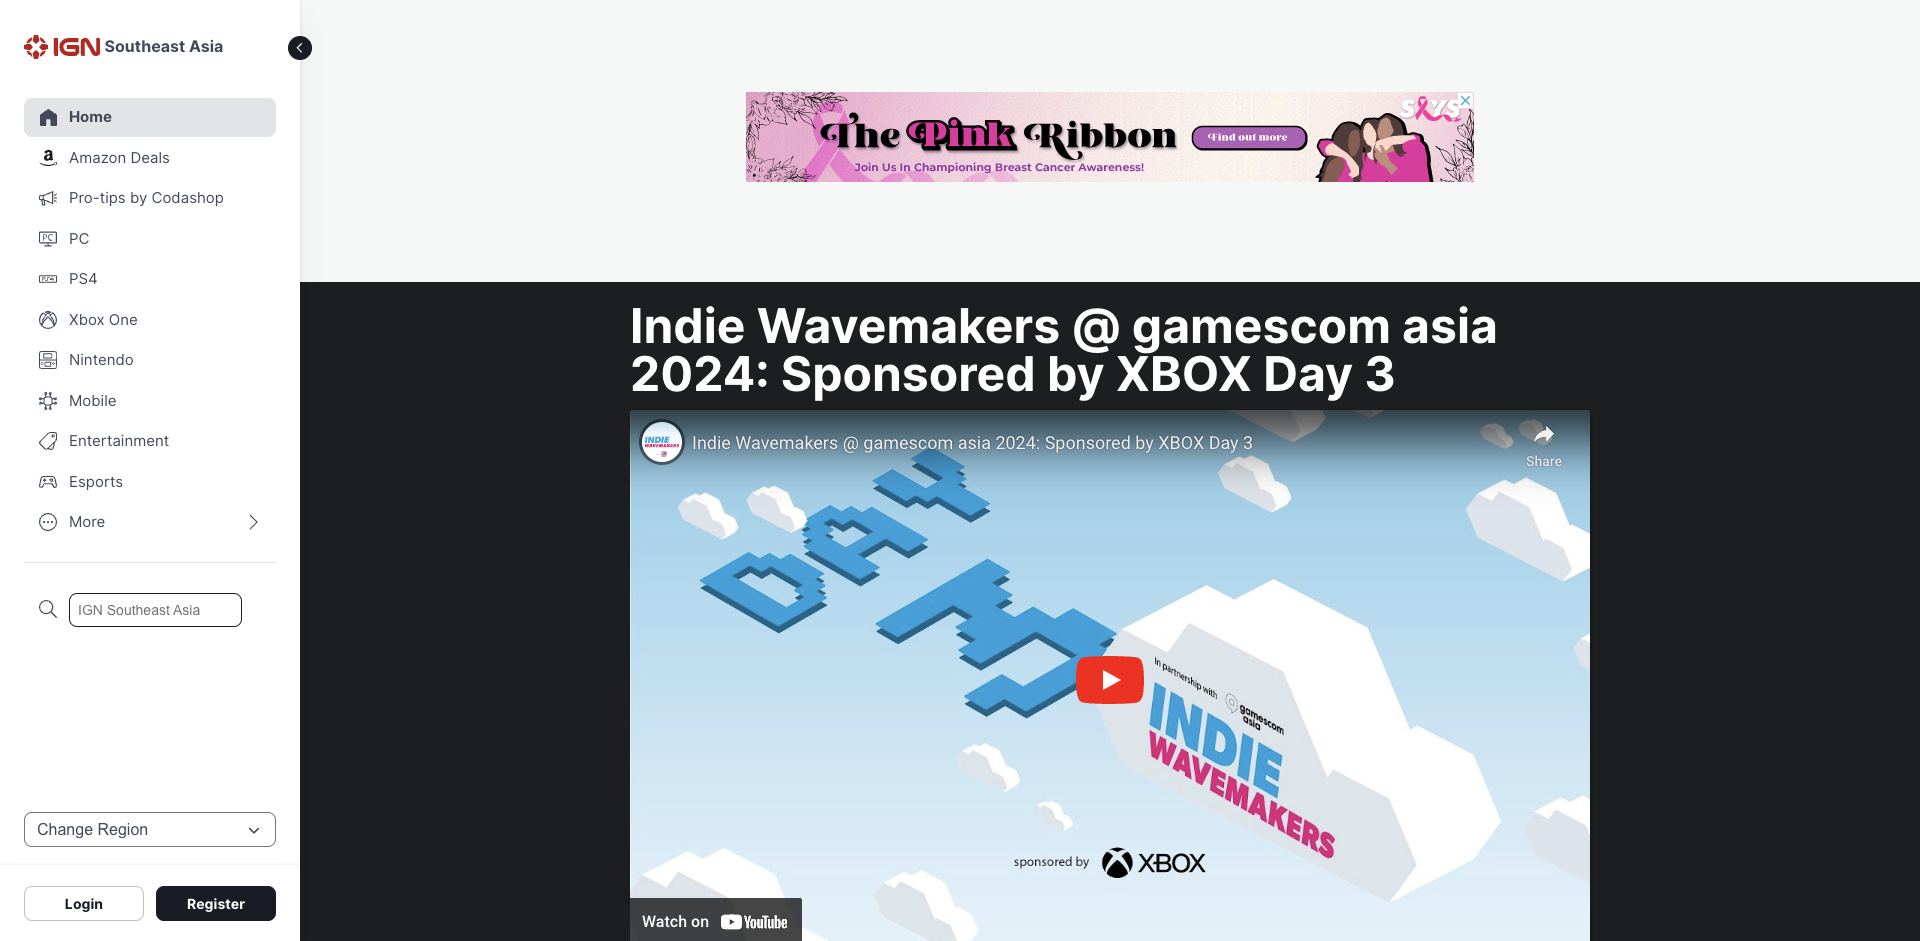 IGN Southeast Asia
Home
Amazon Deals
Pro-tips by Codashop
PC
PS4
Xbox One
Nintendo
Mobile
Entertainment
Esports
More
IGN Southeast Asia
Change Region
Login
Register
The Pink Ribbon
Join Us In Championing Breast Cancer Awareness!
Find out more
SAYS
Indie Wavemakers @ gamescom asia
2024: Sponsored by XBOX Day 3
INDIE
WAVEMAKERS
Indie Wavemakers @ gamescom asia 2024: Sponsored by XBOX Day 3
Share
DAY
In partnership with
gamescom
asia
INDIE
WAVEMAKERS
sponsored by XBOX
Watch on YouTube